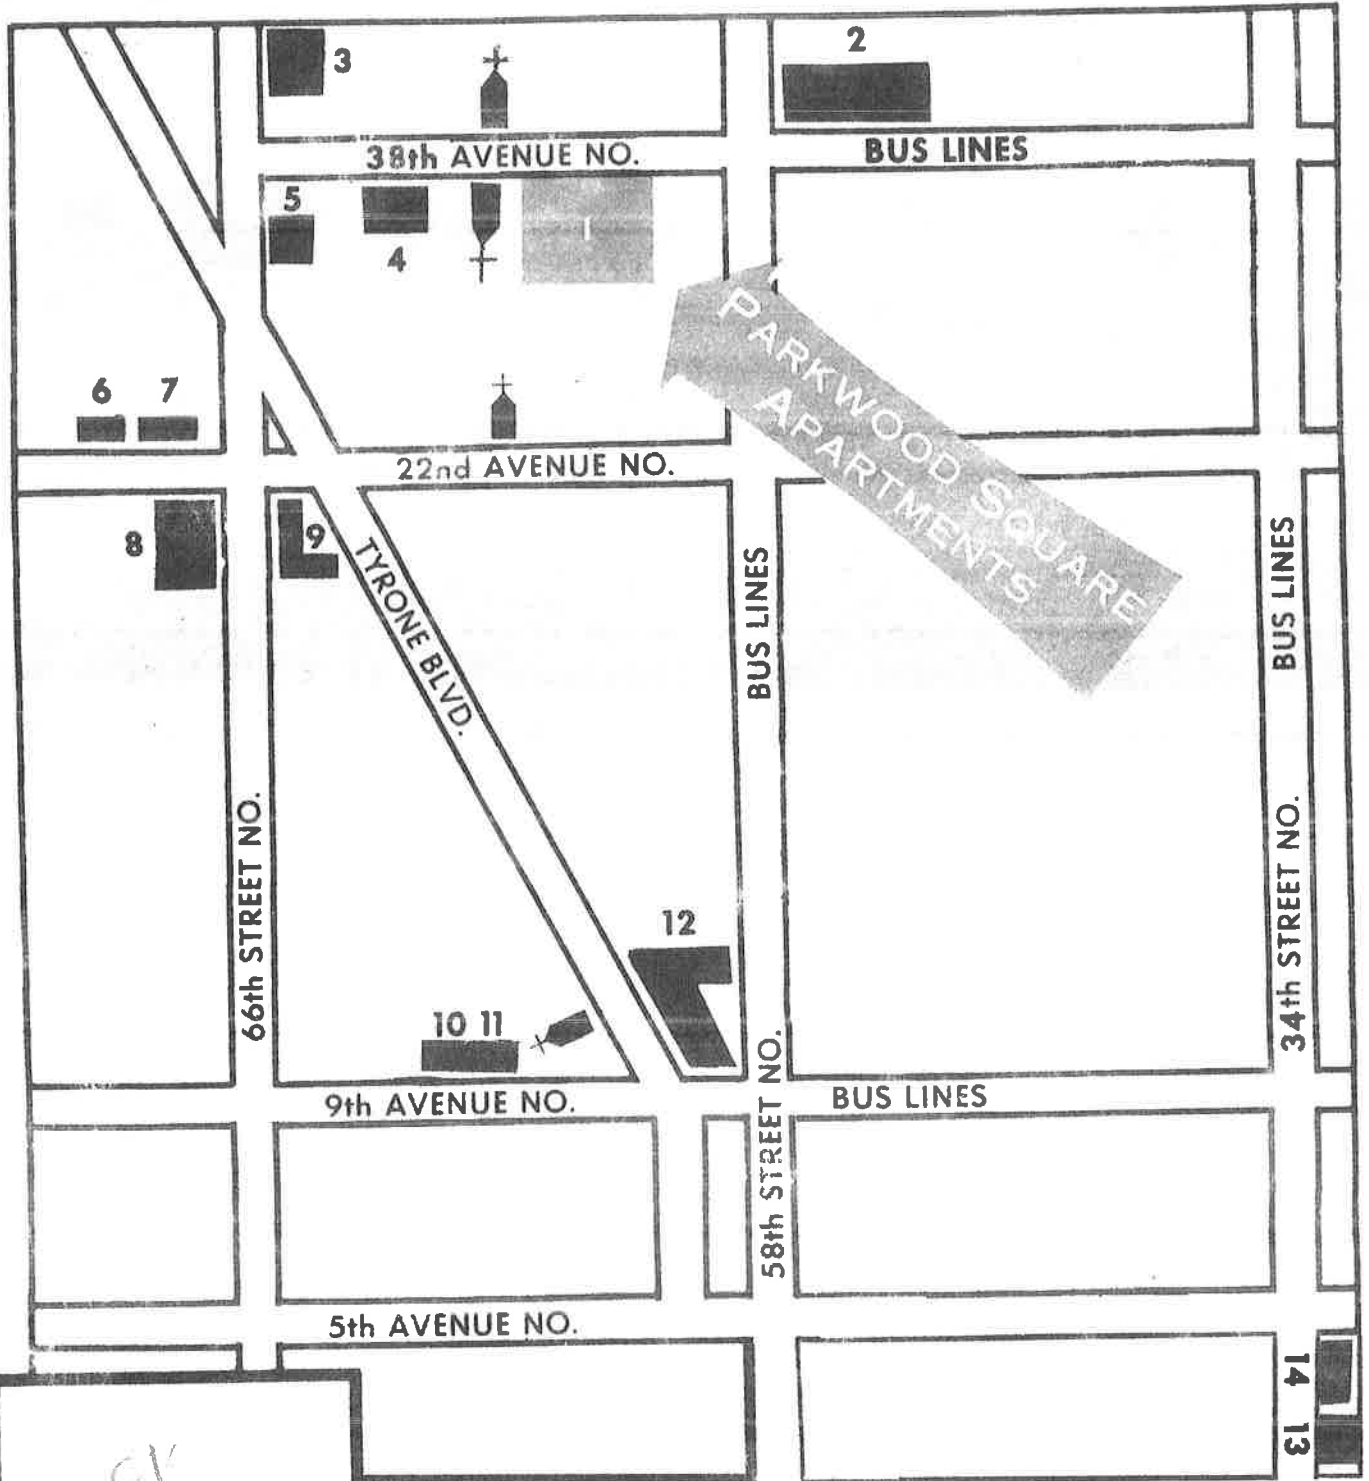 2
3
38th AVENUE NO.
BUS LINES
5
4
1
PARKWOOD SQUARE
APARTMENTS
6 7
22nd AVENUE NO.
8
9
TYRONE BLVD.
BUS LINES
BUS LINES
66th STREET NO.
34th STREET NO.
12
10 11
9th AVENUE NO.
BUS LINES
58th STREET NO.
5th AVENUE NO.
14
13